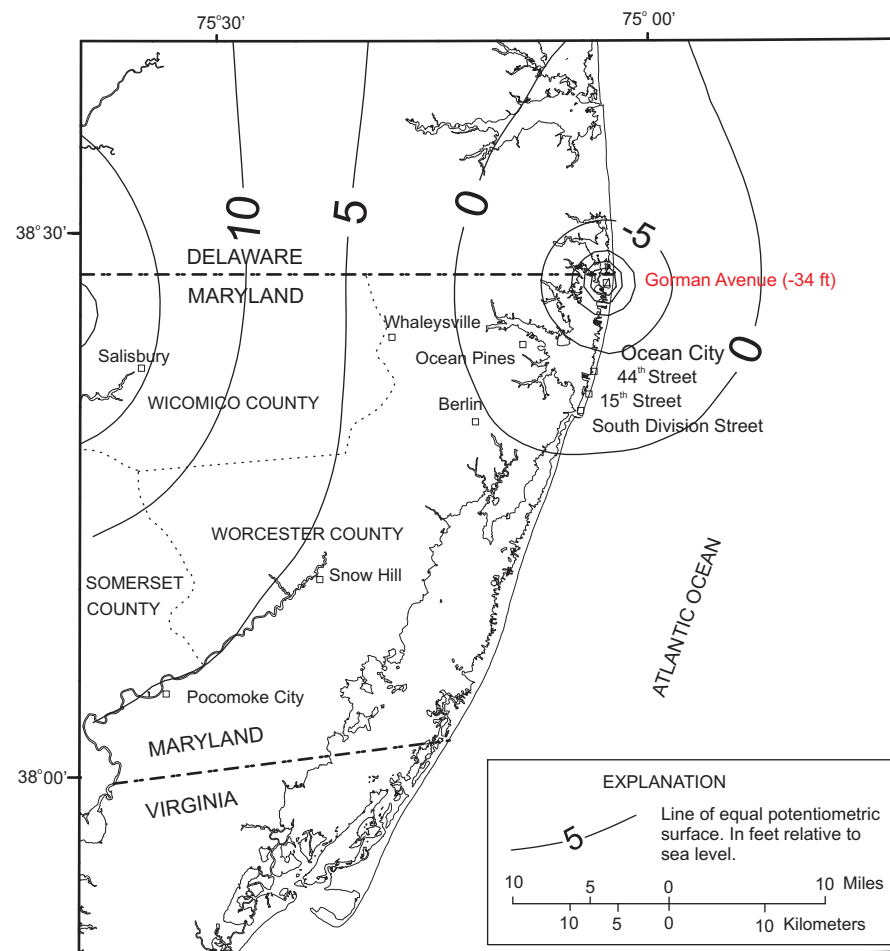 75°30'
75°00'
10
5
0
-5
38°30'
DELAWARE
MARYLAND
Gorman Avenue (-34 ft)
Whaleysville
Ocean Pines
Salisbury
Ocean City
0
44th Street
WICOMICO COUNTY
Berlin
15th Street
South Division Street
WORCESTER COUNTY
SOMERSET
COUNTY
Snow Hill
ATLANTIC OCEAN
Pocomoke City
MARYLAND
38°00'
VIRGINIA
EXPLANATION
5
Line of equal potentiometric
surface. In feet relative to
sea level.
10 5 0 10 Miles
10 5 0 10 Kilometers